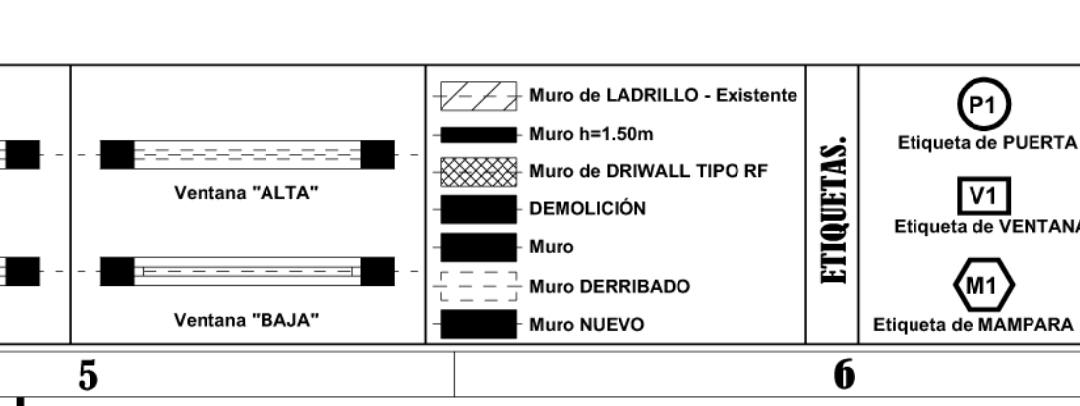 Ventana "ALTA"
Ventana "BAJA"
Muro de LADRILLO - Existente
Muro h=1.50m
Muro de DRIWALL TIPO RF
DEMOLICIÓN
Muro
Muro DERRIBADO
Muro NUEVO
ETIQUETAS.
P1
Etiqueta de PUERTA
V1
Etiqueta de VENTANA
M1
Etiqueta de MAMPARA
5
6